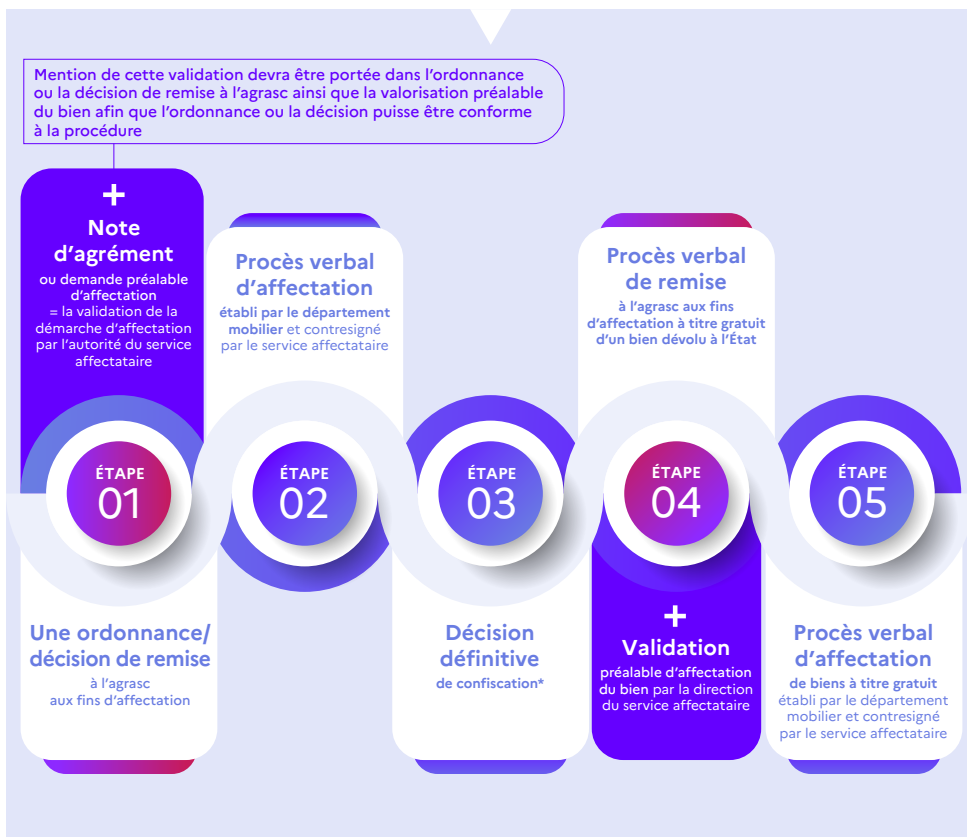 Mention de cette validation devra être portée dans l'ordonnance
ou la décision de remise à l'agrasc ainsi que la valorisation préalable
du bien afin que l'ordonnance ou la décision puisse être conforme
à la procédure
+
Note
d'agrément
ou demande préalable
d'affectation
= la validation de la
démarche d'affectation
par l'autorité du service
affectataire
ÉTAPE
01
Une ordonnance/
décision de remise
à l'agrasc
aux fins d'affectation
Procès verbal
d'affectation
établi par le département
mobilier et contresigné
par le service affectataire
ÉTAPE
02
ÉTAPE
03
Décision
définitive
de confiscation*
Procès verbal
de remise
à l'agrasc aux fins
d'affectation à titre gratuit
d'un bien dévolu à l'État
ÉTAPE
04
+
Validation
préalable d'affectation
du bien par la direction
du service affectataire
ÉTAPE
05
Procès verbal
d'affectation
de biens à titre gratuit
établi par le département
mobilier et contresigné
par le service affectataire